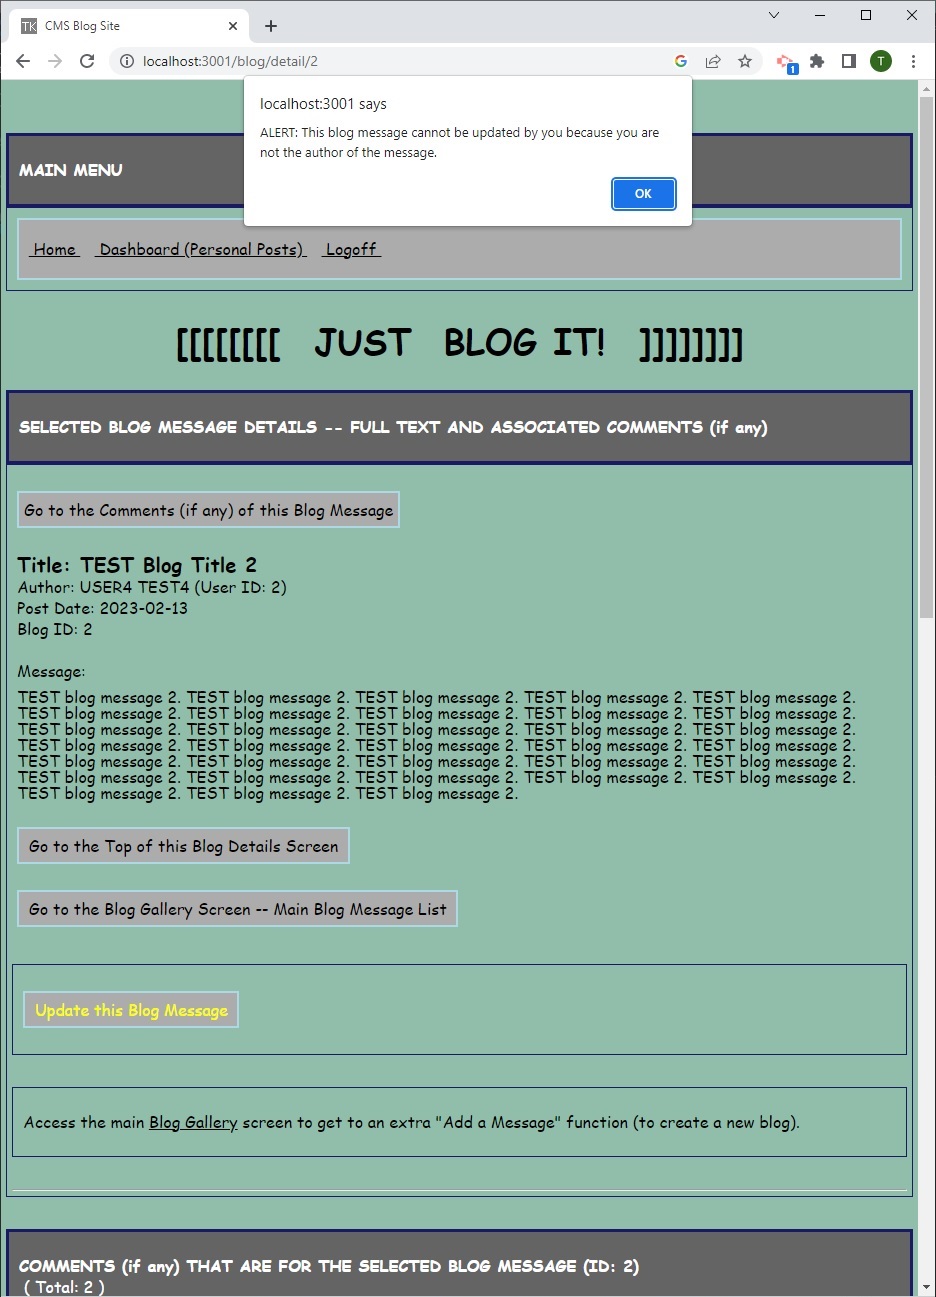 TK CMS Blog Site
localhost:3001/blog/detail/2
1
T
localhost:3001 says
ALERT: This blog message cannot be updated by you because you are
not the author of the message.
OK
MAIN MENU
Home Dashboard (Personal Posts) Logoff
[[[[[[[[ JUST BLOG IT! ]]]]]]]]
SELECTED BLOG MESSAGE DETAILS -- FULL TEXT AND ASSOCIATED COMMENTS (if any)
Go to the Comments (if any) of this Blog Message
Title: TEST Blog Title 2
Author: USER4 TEST4 (User ID: 2)
Post Date: 2023-02-13
Blog ID: 2
Message:
TEST blog message 2. TEST blog message 2. TEST blog message 2. TEST blog message 2. TEST blog message 2.
TEST blog message 2. TEST blog message 2. TEST blog message 2. TEST blog message 2. TEST blog message 2.
TEST blog message 2. TEST blog message 2. TEST blog message 2. TEST blog message 2. TEST blog message 2.
TEST blog message 2. TEST blog message 2. TEST blog message 2. TEST blog message 2. TEST blog message 2.
TEST blog message 2. TEST blog message 2. TEST blog message 2. TEST blog message 2. TEST blog message 2.
TEST blog message 2. TEST blog message 2. TEST blog message 2. TEST blog message 2. TEST blog message 2.
TEST blog message 2. TEST blog message 2. TEST blog message 2.
Go to the Top of this Blog Details Screen
Go to the Blog Gallery Screen -- Main Blog Message List
Update this Blog Message
Access the main Blog Gallery screen to get to an extra "Add a Message" function (to create a new blog).
COMMENTS (if any) THAT ARE FOR THE SELECTED BLOG MESSAGE (ID: 2)
( Total: 2 )